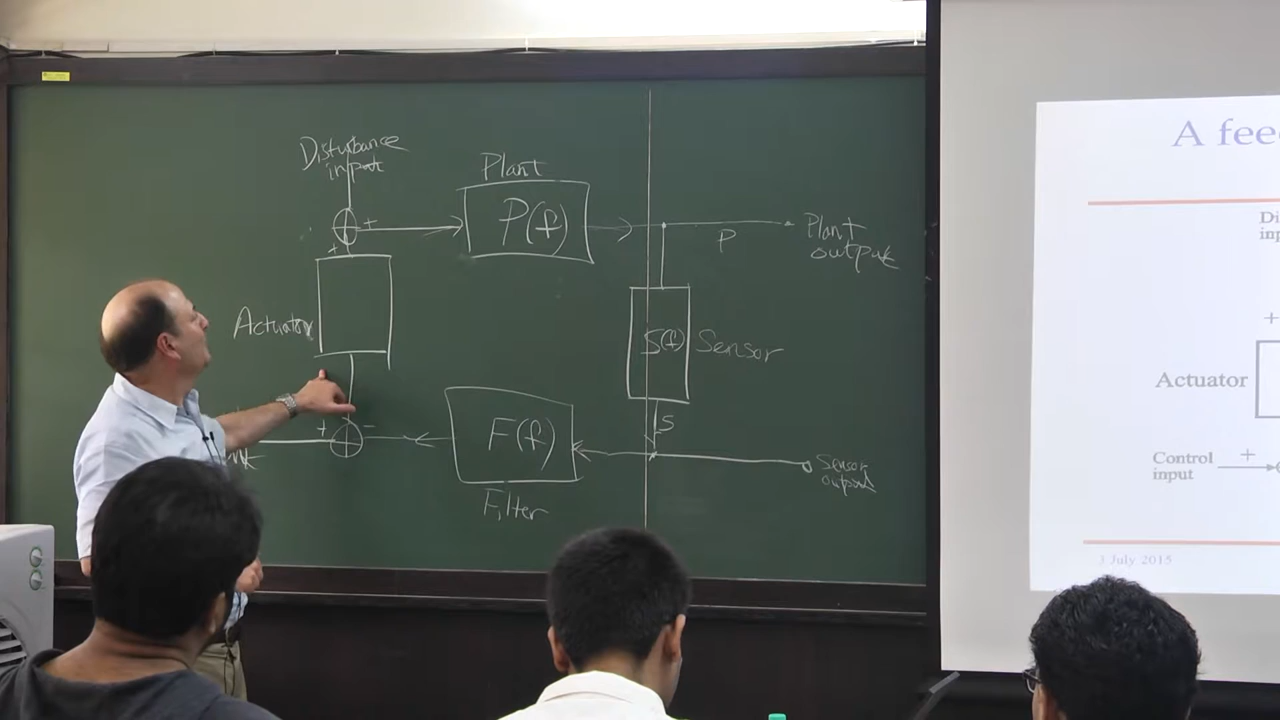 Disturbance
input
Plant
P(f)
+
+
P
Plant
output
Actuator
S(f)
Sensor
S
+
-
F(f)
Filter
Sensor
output
A fee
Di
inp
+
Actuator
Control
input
+
3 July 2015